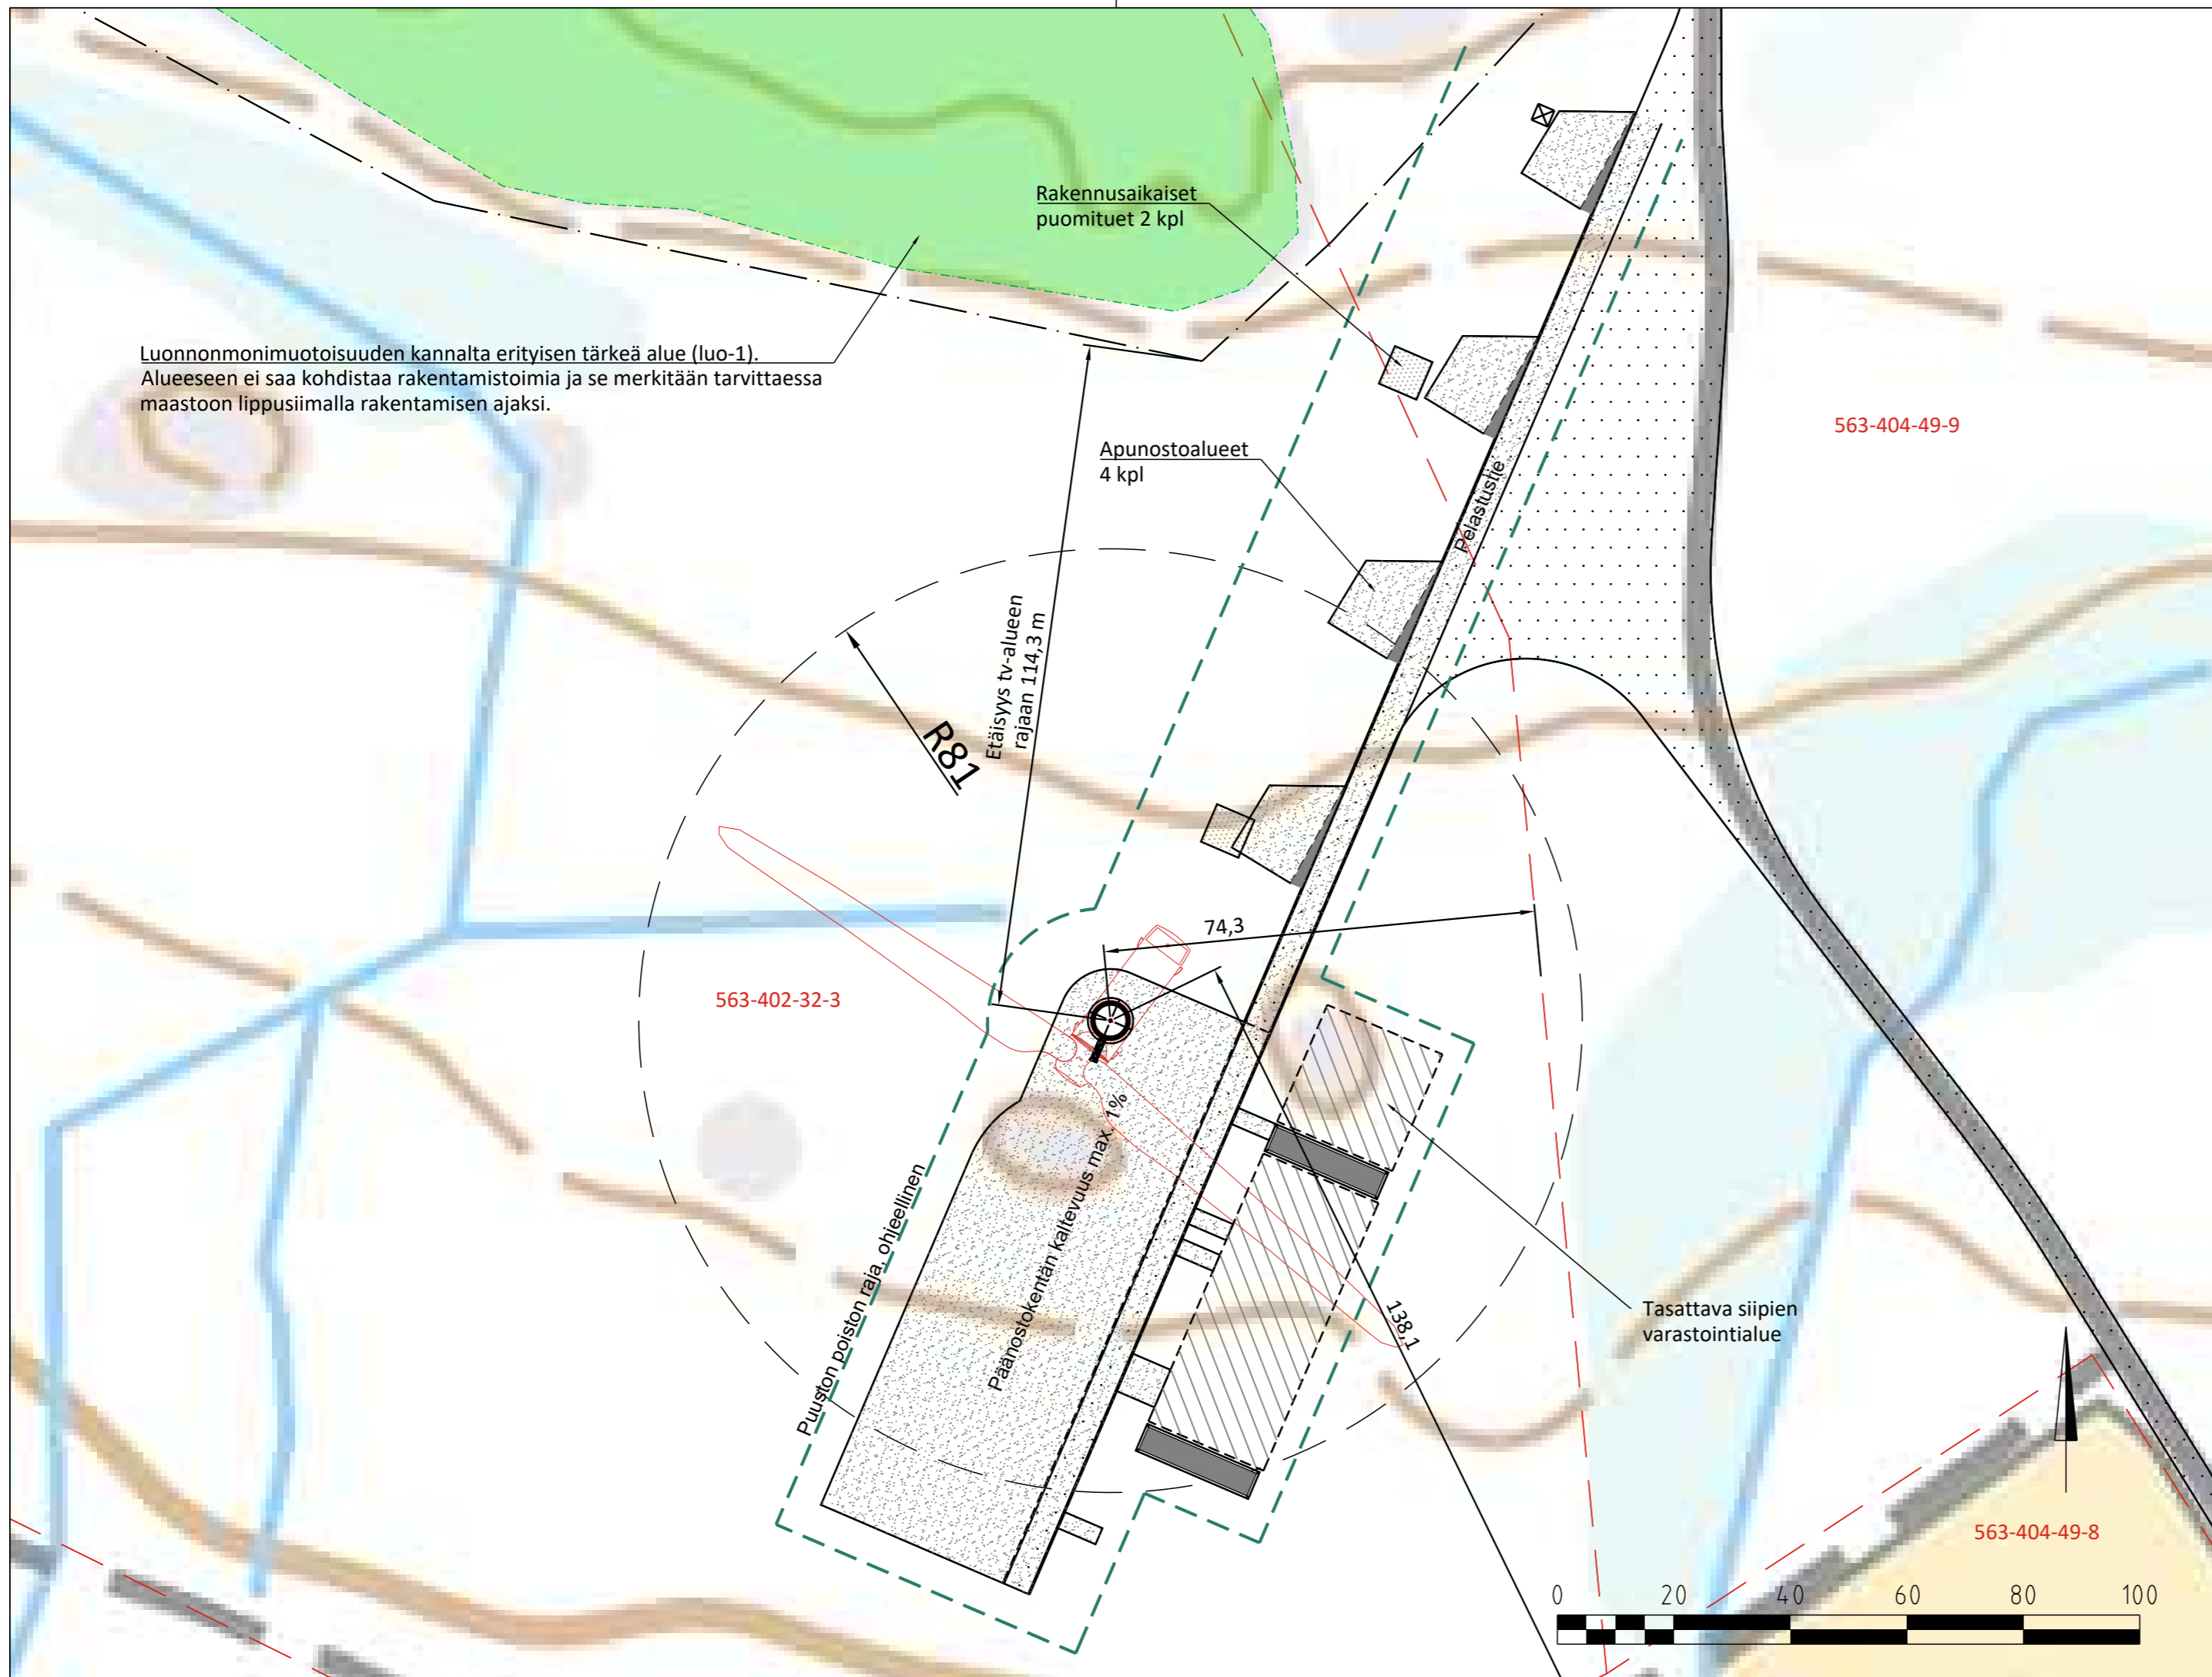 Rakennusaikaiset
puomituet 2 kpl
Luonnonmonimuotoisuuden kannalta erityisen tärkeä alue (luo-1).
Alueeseen ei saa kohdistaa rakentamistoimia ja se merkitään tarvittaessa
maastoon lippusiimalla rakentamisen ajaksi.
563-404-49-9
Apunostoalueet
4 kpl
Pelastustie
Etäisyys tv-alueen
rajaan 114,3 m
R81
74,3
563-402-32-3
Päänostokentän kaltevuus max. 1%
Puuston poiston raja, ohjeellinen
138,1
Tasattava siipien
varastointialue
563-404-49-8
0 20 40 60 80 100